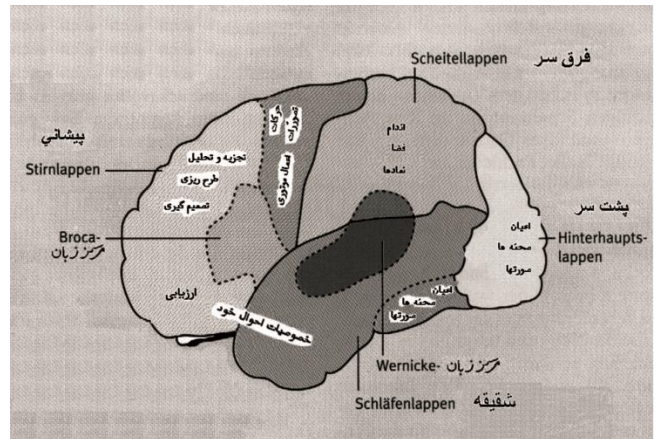 Scheitellappen فرق سر
پیشانی
Stirnlappen
تجزیه و تحلیل
طرح ریزی
تصمیم گیری
حرکات
تصورات
اعمال موتوری
اندام
فضا
نمادها
پشت سر
Hinterhaupts-
lappen
اعیان
صحنه ها
صورتها
Broca-
مرکز زبان
ارزیابی
خصوصیات احوال خود
اعیان
صحنه ها
صورتها
Wernicke- مرکز زبان
Schläfenlappen شقیقه